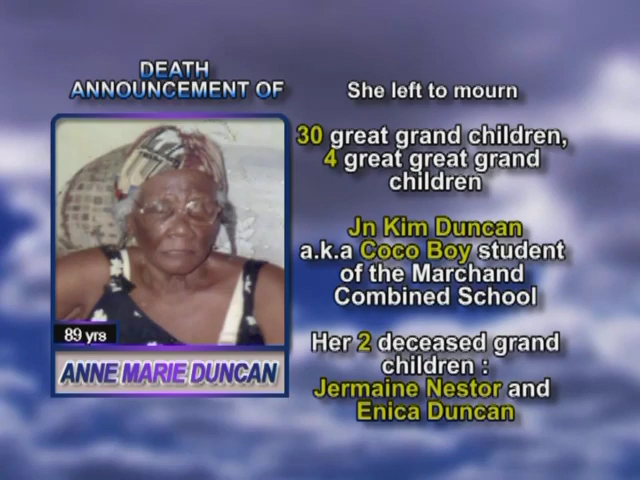 DEATH
ANNOUNCEMENT OF
89 yrs
ANNE MARIE DUNCAN
She left to mourn
30 great grand children,
4 great great grand
children
Jn Kim Duncan
a.k.a Coco Boy student
of the Marchand
Combined School
Her 2 deceased grand
children :
Jermaine Nestor and
Enica Duncan